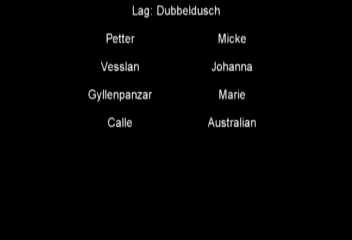 Lag: Dubbeldusch
Petter Micke
Vesslan Johanna
Gyllenpanzar Marie
Calle Australian